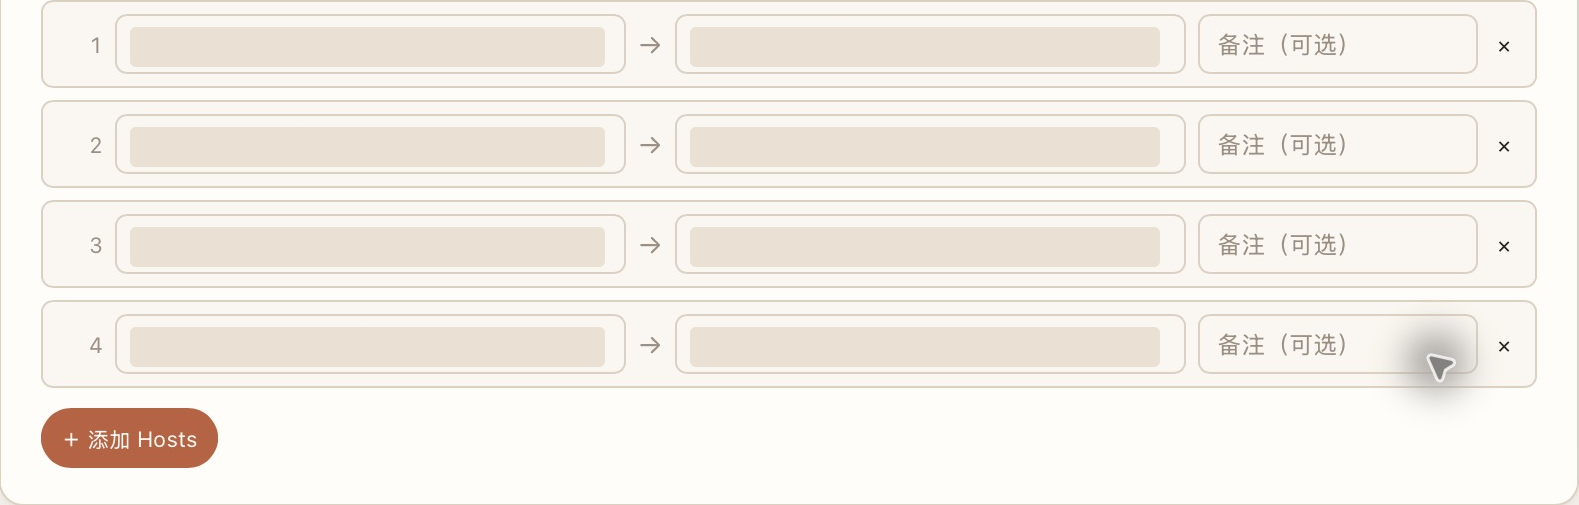 1 → 备注（可选） ×
2 → 备注（可选） ×
3 → 备注（可选） ×
4 → 备注（可选） ×
+ 添加 Hosts